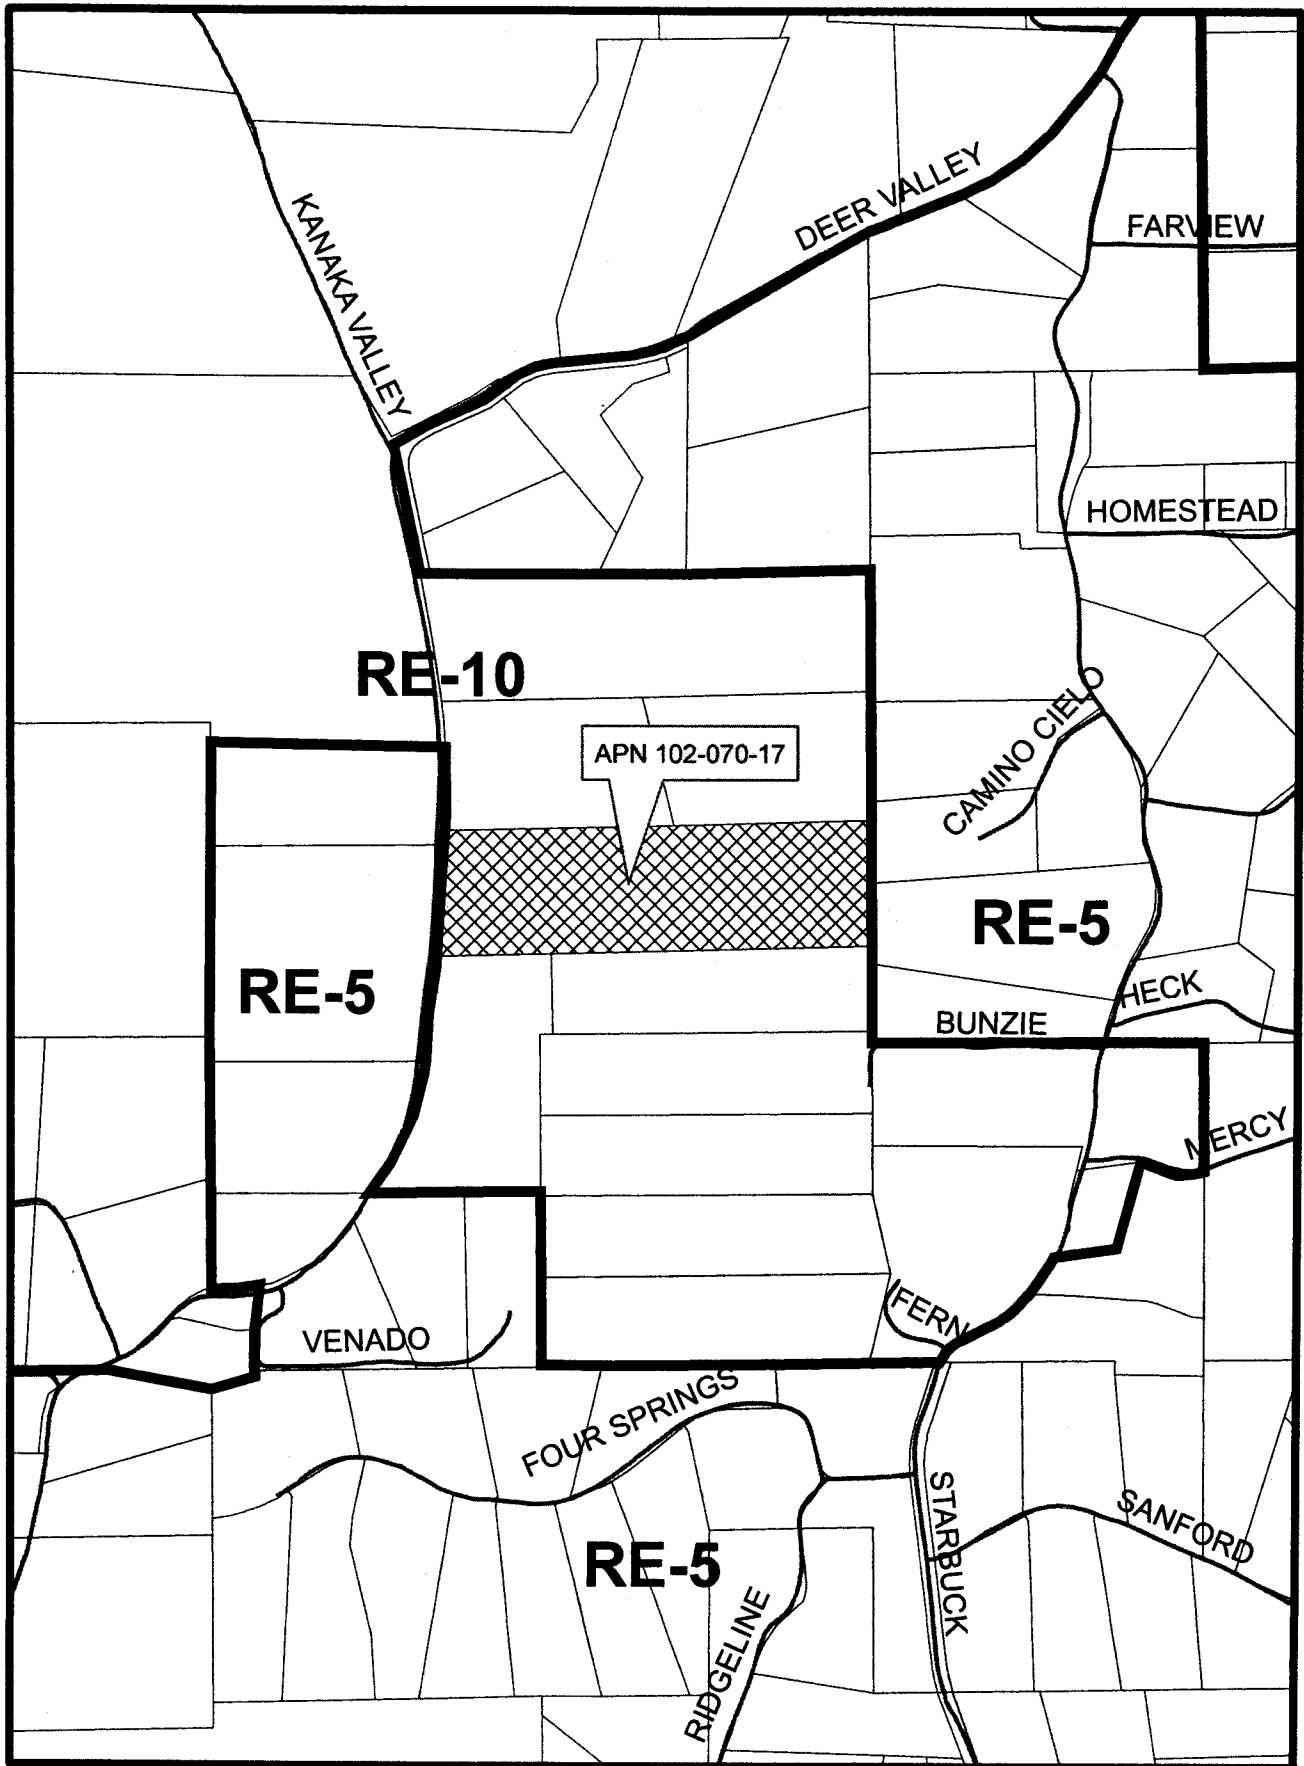 KANAKA VALLEY
DEER VALLEY
FARVIEW
HOMESTEAD
RE-10
CAMINO CIELO
APN 102-070-17
RE-5
RE-5
HECK
BUNZIE
MERCY
FERN
VENADO
FOUR SPRINGS
STARBUCK
SANFORD
RE-5
RIDGELINE